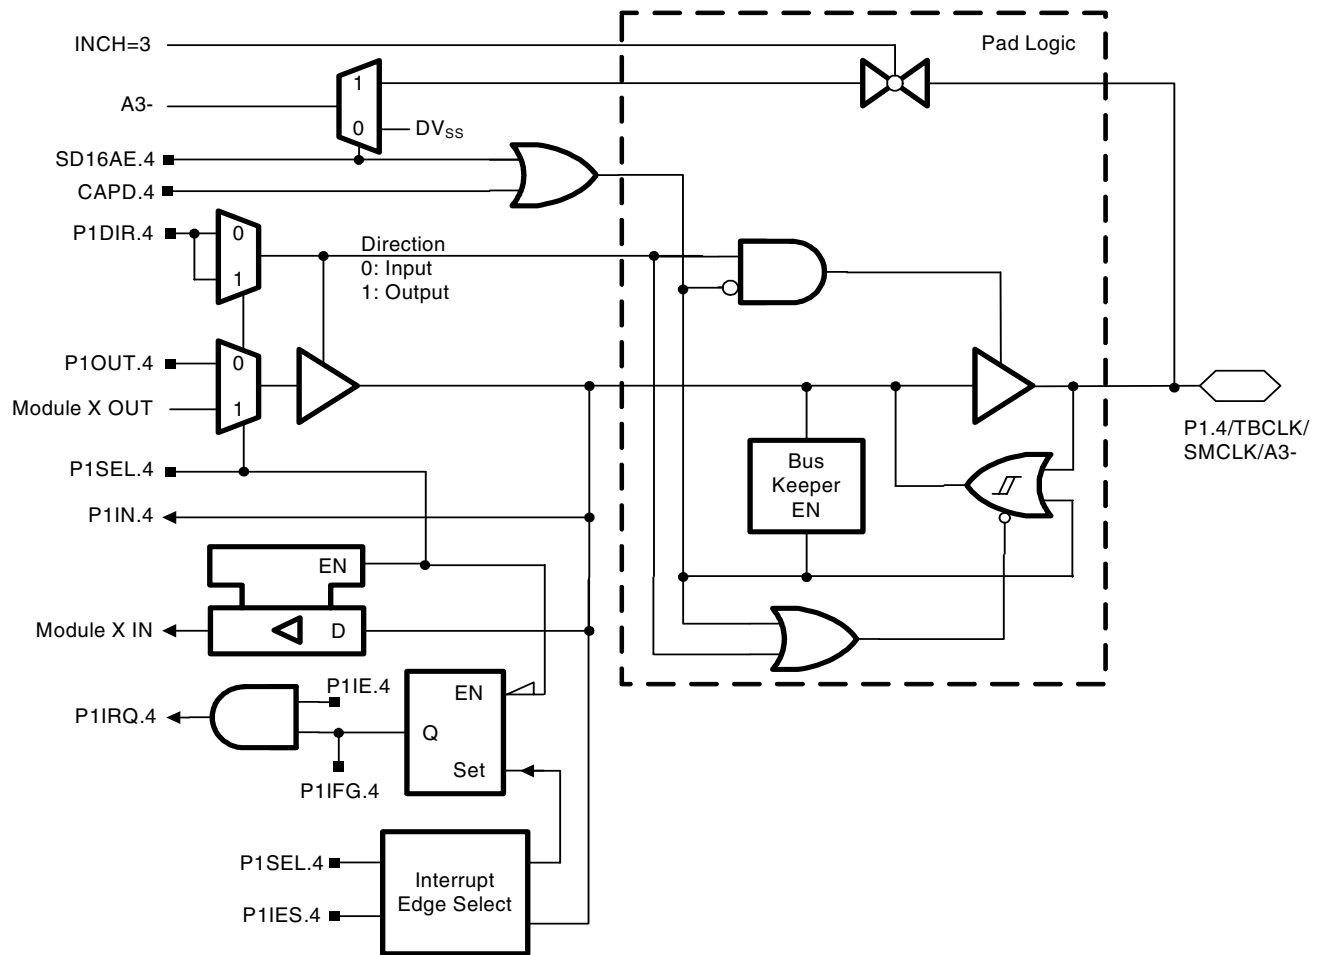 INCH=3
Pad Logic
1
A3-
0
DVSS
SD16AE.4
CAPD.4
P1DIR.4
0
1
Direction
0: Input
1: Output
P1OUT.4
0
Module X OUT
1
P1.4/TBCLK/
SMCLK/A3-
P1SEL.4
Bus
Keeper
EN
P1IN.4
EN
Module X IN
D
P1IE.4
EN
P1IRQ.4
Q
Set
P1IFG.4
P1SEL.4
Interrupt
Edge Select
P1IES.4